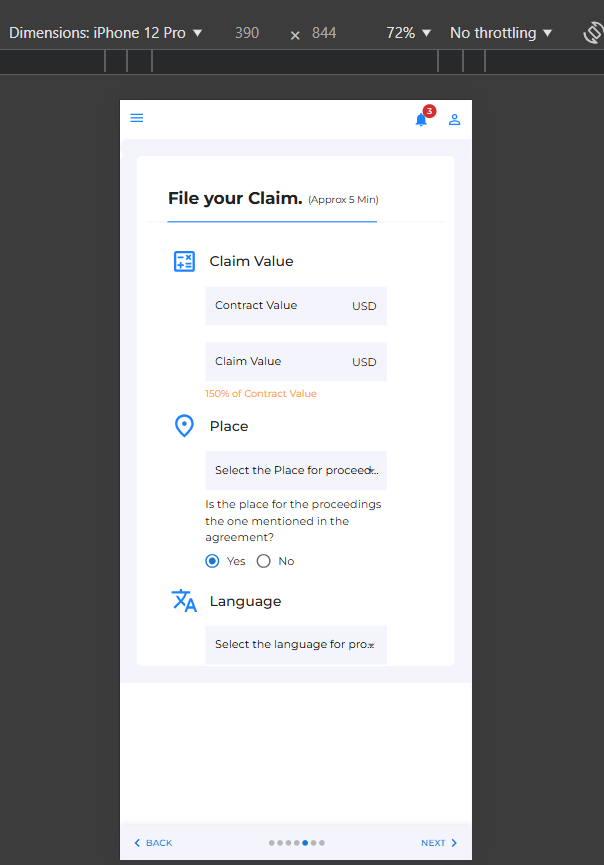 Dimensions: iPhone 12 Pro 390 × 844 72% No throttling
3
File your Claim. (Approx 5 Min)
Claim Value
Contract Value USD
Claim Value USD
150% of Contract Value
Place
Select the Place for proceed...
Is the place for the proceedings
the one mentioned in the
agreement?
Yes No
Language
Select the language for pro...
BACK NEXT